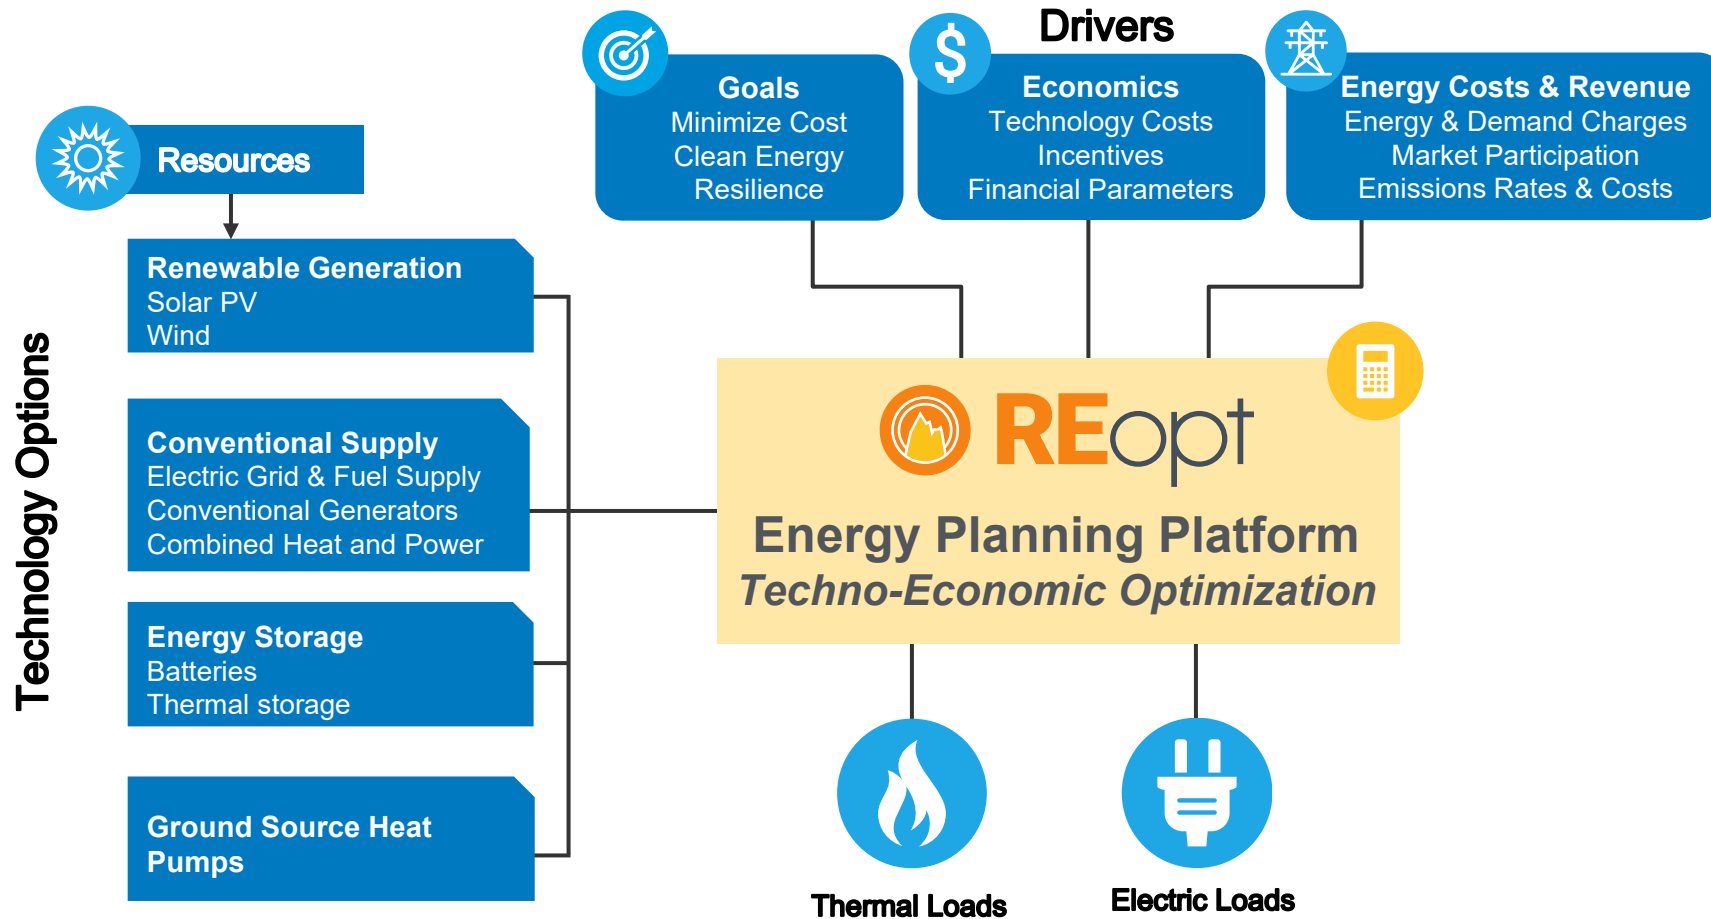 Drivers
Goals
Minimize Cost
Clean Energy
Resilience
Economics
Technology Costs
Incentives
Financial Parameters
Energy Costs & Revenue
Energy & Demand Charges
Market Participation
Emissions Rates & Costs
Resources
Technology Options
Renewable Generation
Solar PV
Wind
Conventional Supply
Electric Grid & Fuel Supply
Conventional Generators
Combined Heat and Power
Energy Storage
Batteries
Thermal storage
Ground Source Heat
Pumps
REopt
Energy Planning Platform
Techno-Economic Optimization
Thermal Loads
Electric Loads